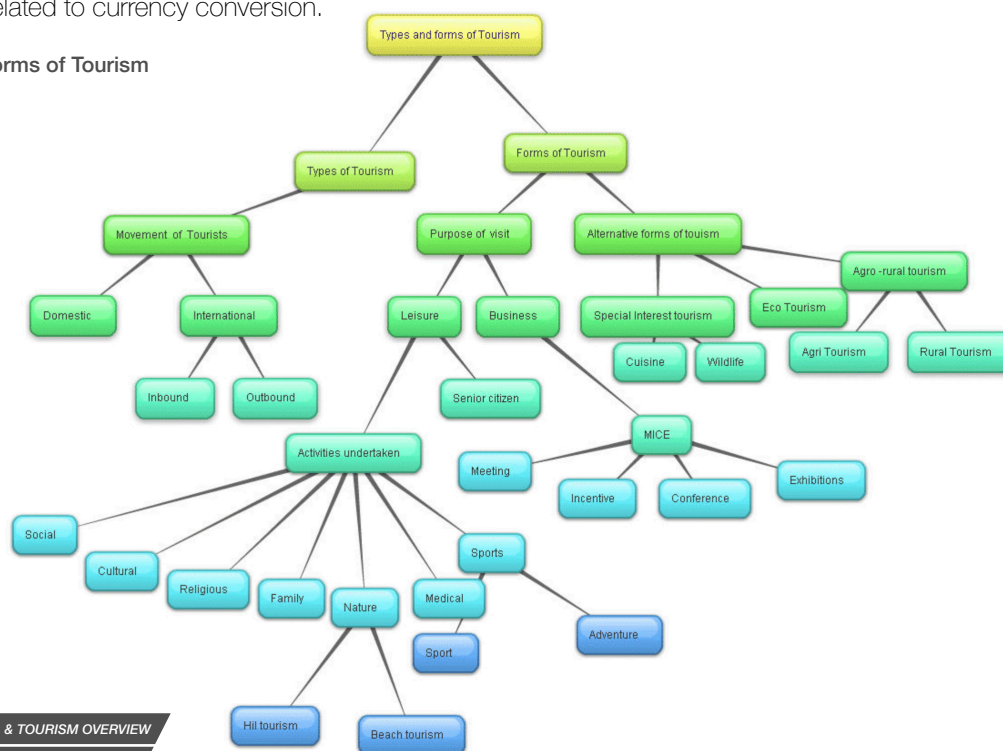 elated to currency conversion.
Types and forms of Tourism
orms of Tourism
Types of Tourism
Forms of Tourism
Movement of Tourists
Purpose of visit
Alternative forms of touism
Agro -rural tourism
Domestic
International
Leisure
Business
Special Interest tourism
Eco Tourism
Cuisine
Wildlife
Agri Tourism
Rural Tourism
Inbound
Outbound
Senior citizen
MICE
Activities undertaken
Meeting
Incentive
Conference
Exhibitions
Social
Cultural
Religious
Family
Nature
Medical
Sports
Sport
Adventure
Hil tourism
Beach tourism
& TOURISM OVERVIEW